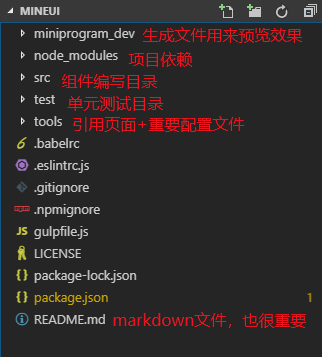 MINEUI
miniprogram_dev 生成文件用来预览效果
node_modules 项目依赖
src 组件编写目录
test 单元测试目录
tools 引用页面+重要配置文件
.babelrc
.eslintrc.js
.gitignore
.npmignore
JS gulpfile.js
LICENSE
{} package-lock.json
{} package.json 1
README.md markdown文件，也很重要